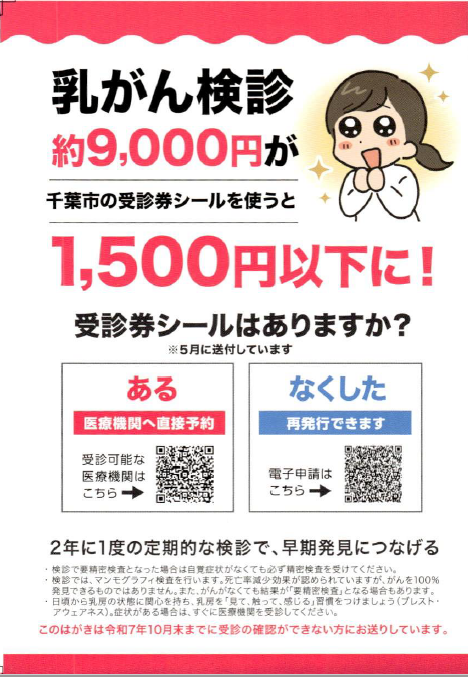 乳がん検診
約9,000円が
千葉市の受診券シールを使うと
1,500円以下に!
受診券シールはありますか?
※5月に送付しています
ある
医療機関へ直接予約
受診可能な
医療機関は
こちら➡
なくした
再発行できます
電子申請は
こちら➡
2年に1度の定期的な検診で、早期発見につなげる
・検診で要精密検査となった場合は自覚症状がなくても必ず精密検査を受けてください。
・検診では、マンモグラフィ検査を行います。死亡率減少効果が認められていますが、がんを100%
発見できるものではありません。また、がんがなくても結果が「要精密検査」となる場合もあります。
・日頃から乳房の状態に関心を持ち、乳房を「見て、触って、感じる」習慣をつけましょう(ブレスト・
アウェアネス)。症状がある場合は、すぐに医療機関を受診してください。
このはがきは令和7年10月末までに受診の確認ができない方にお送りしています。